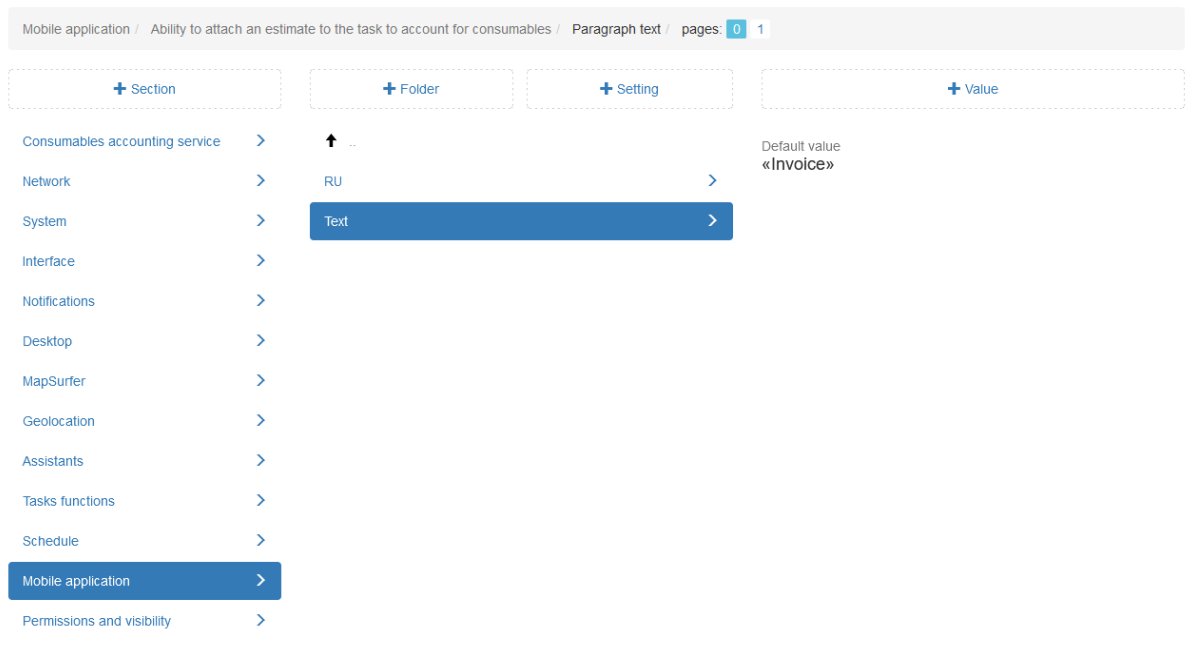 Mobile application / Ability to attach an estimate to the task to account for consumables / Paragraph text / pages: 0 1
+ Section
+ Folder
+ Setting
+ Value
Consumables accounting service
Network
System
Interface
Notifications
Desktop
MapSurfer
Geolocation
Assistants
Tasks functions
Schedule
Mobile application
Permissions and visibility
..
RU
Text
Default value
«Invoice»